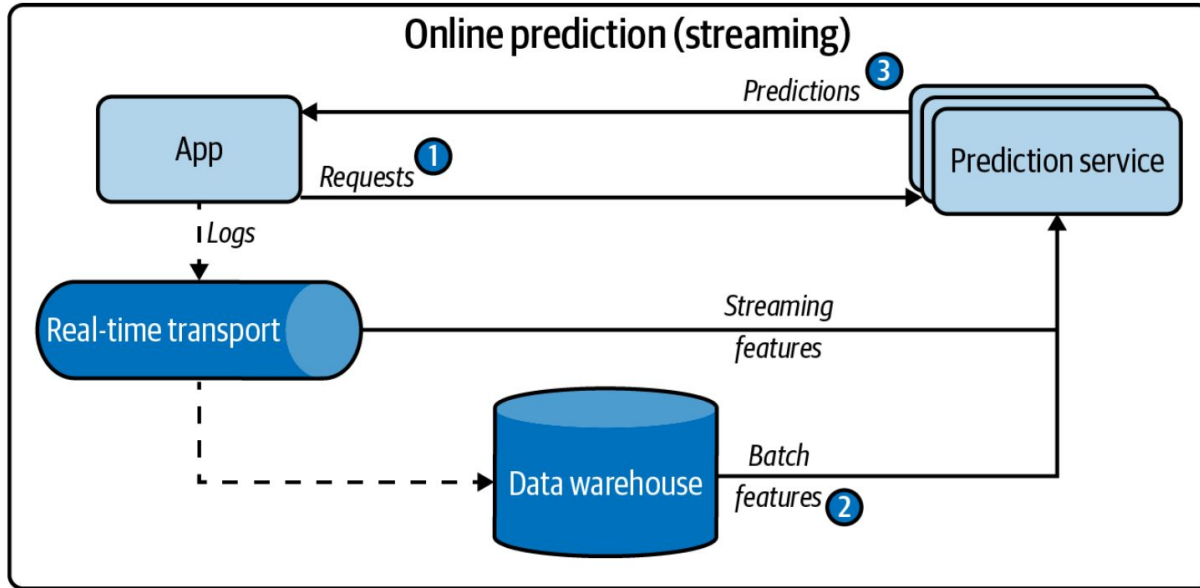 Online prediction (streaming)
Predictions 3
App
Requests 1
Prediction service
Logs
Real-time transport
Streaming
features
Data warehouse
Batch
features 2